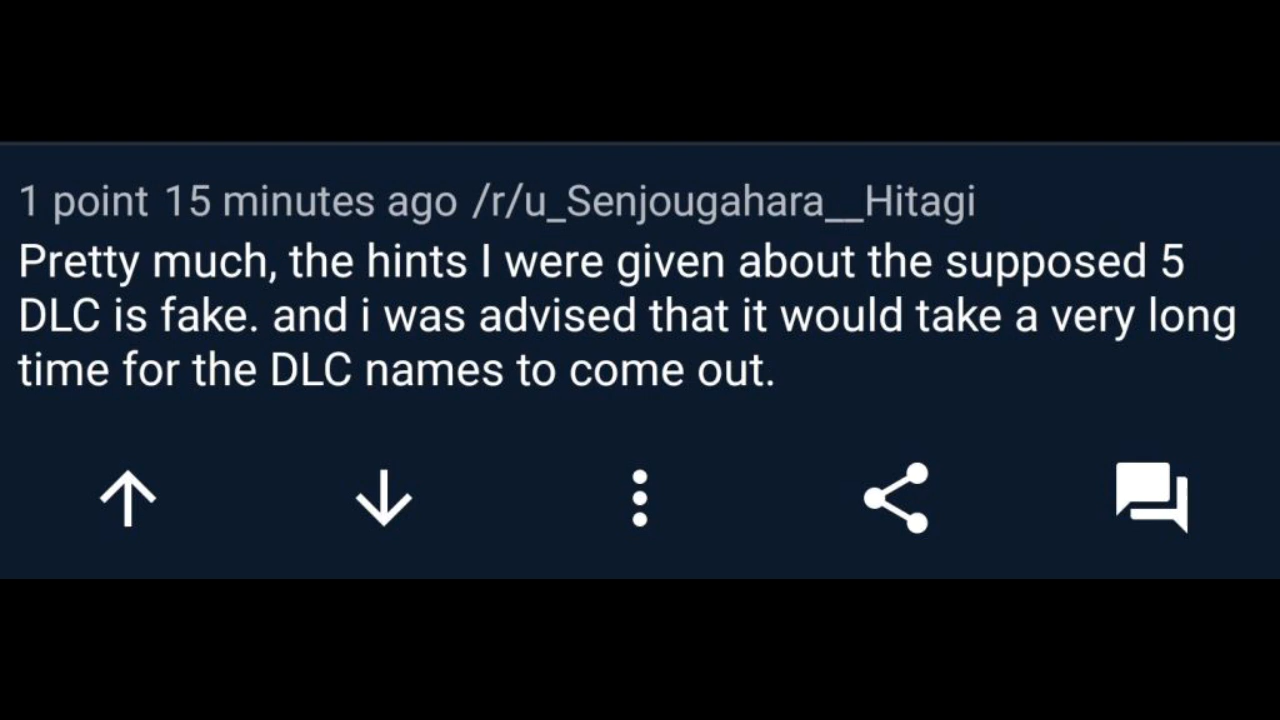 1 point 15 minutes ago /r/u_Senjougahara__Hitagi
Pretty much, the hints I were given about the supposed 5
DLC is fake. and i was advised that it would take a very long
time for the DLC names to come out.